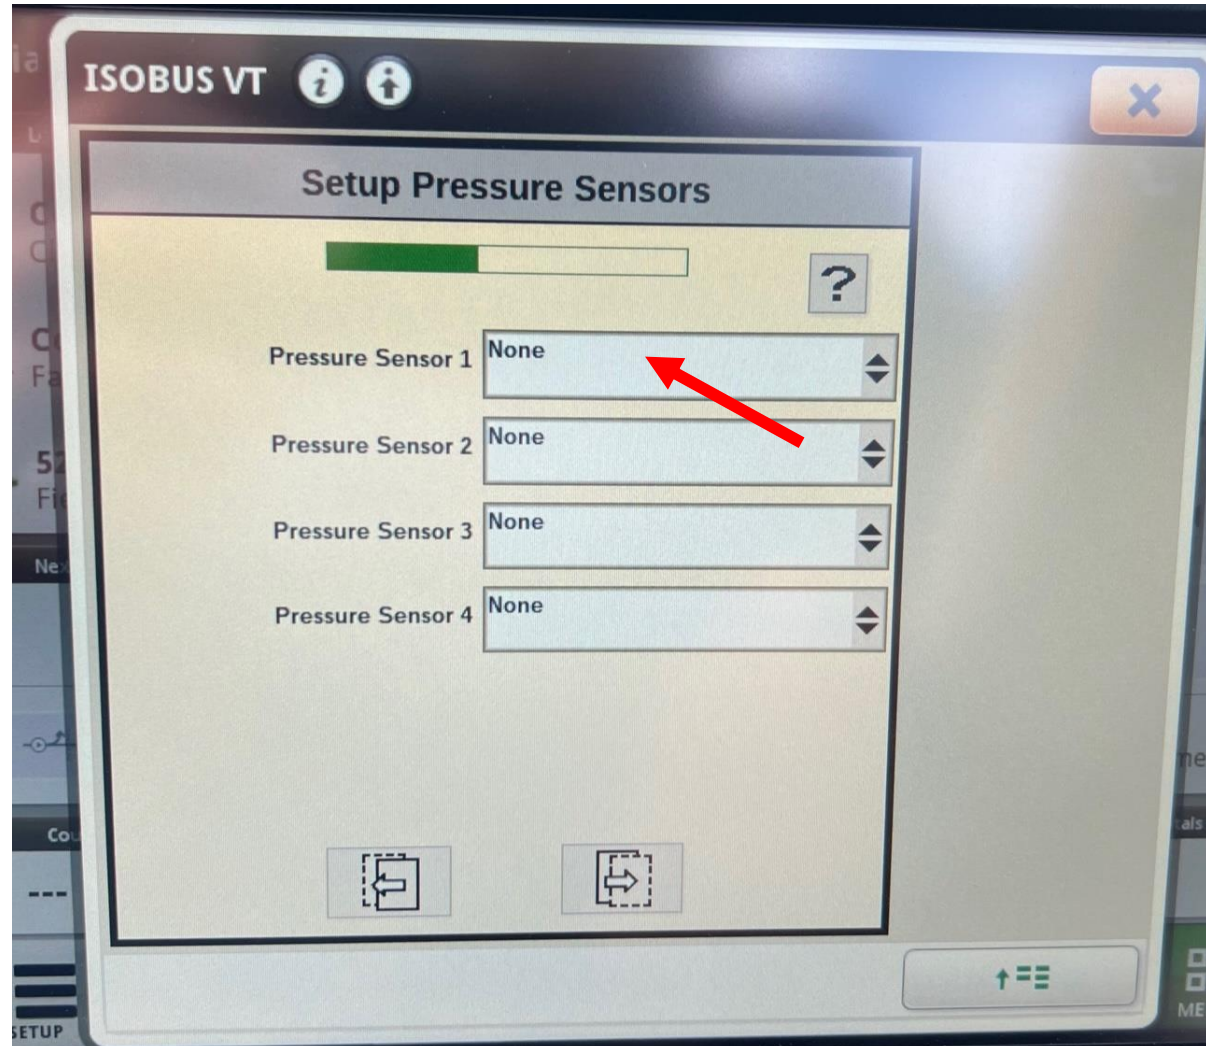 ISOBUS VT
Setup Pressure Sensors
?
Pressure Sensor 1 None
Pressure Sensor 2 None
Pressure Sensor 3 None
Pressure Sensor 4 None
SETUP